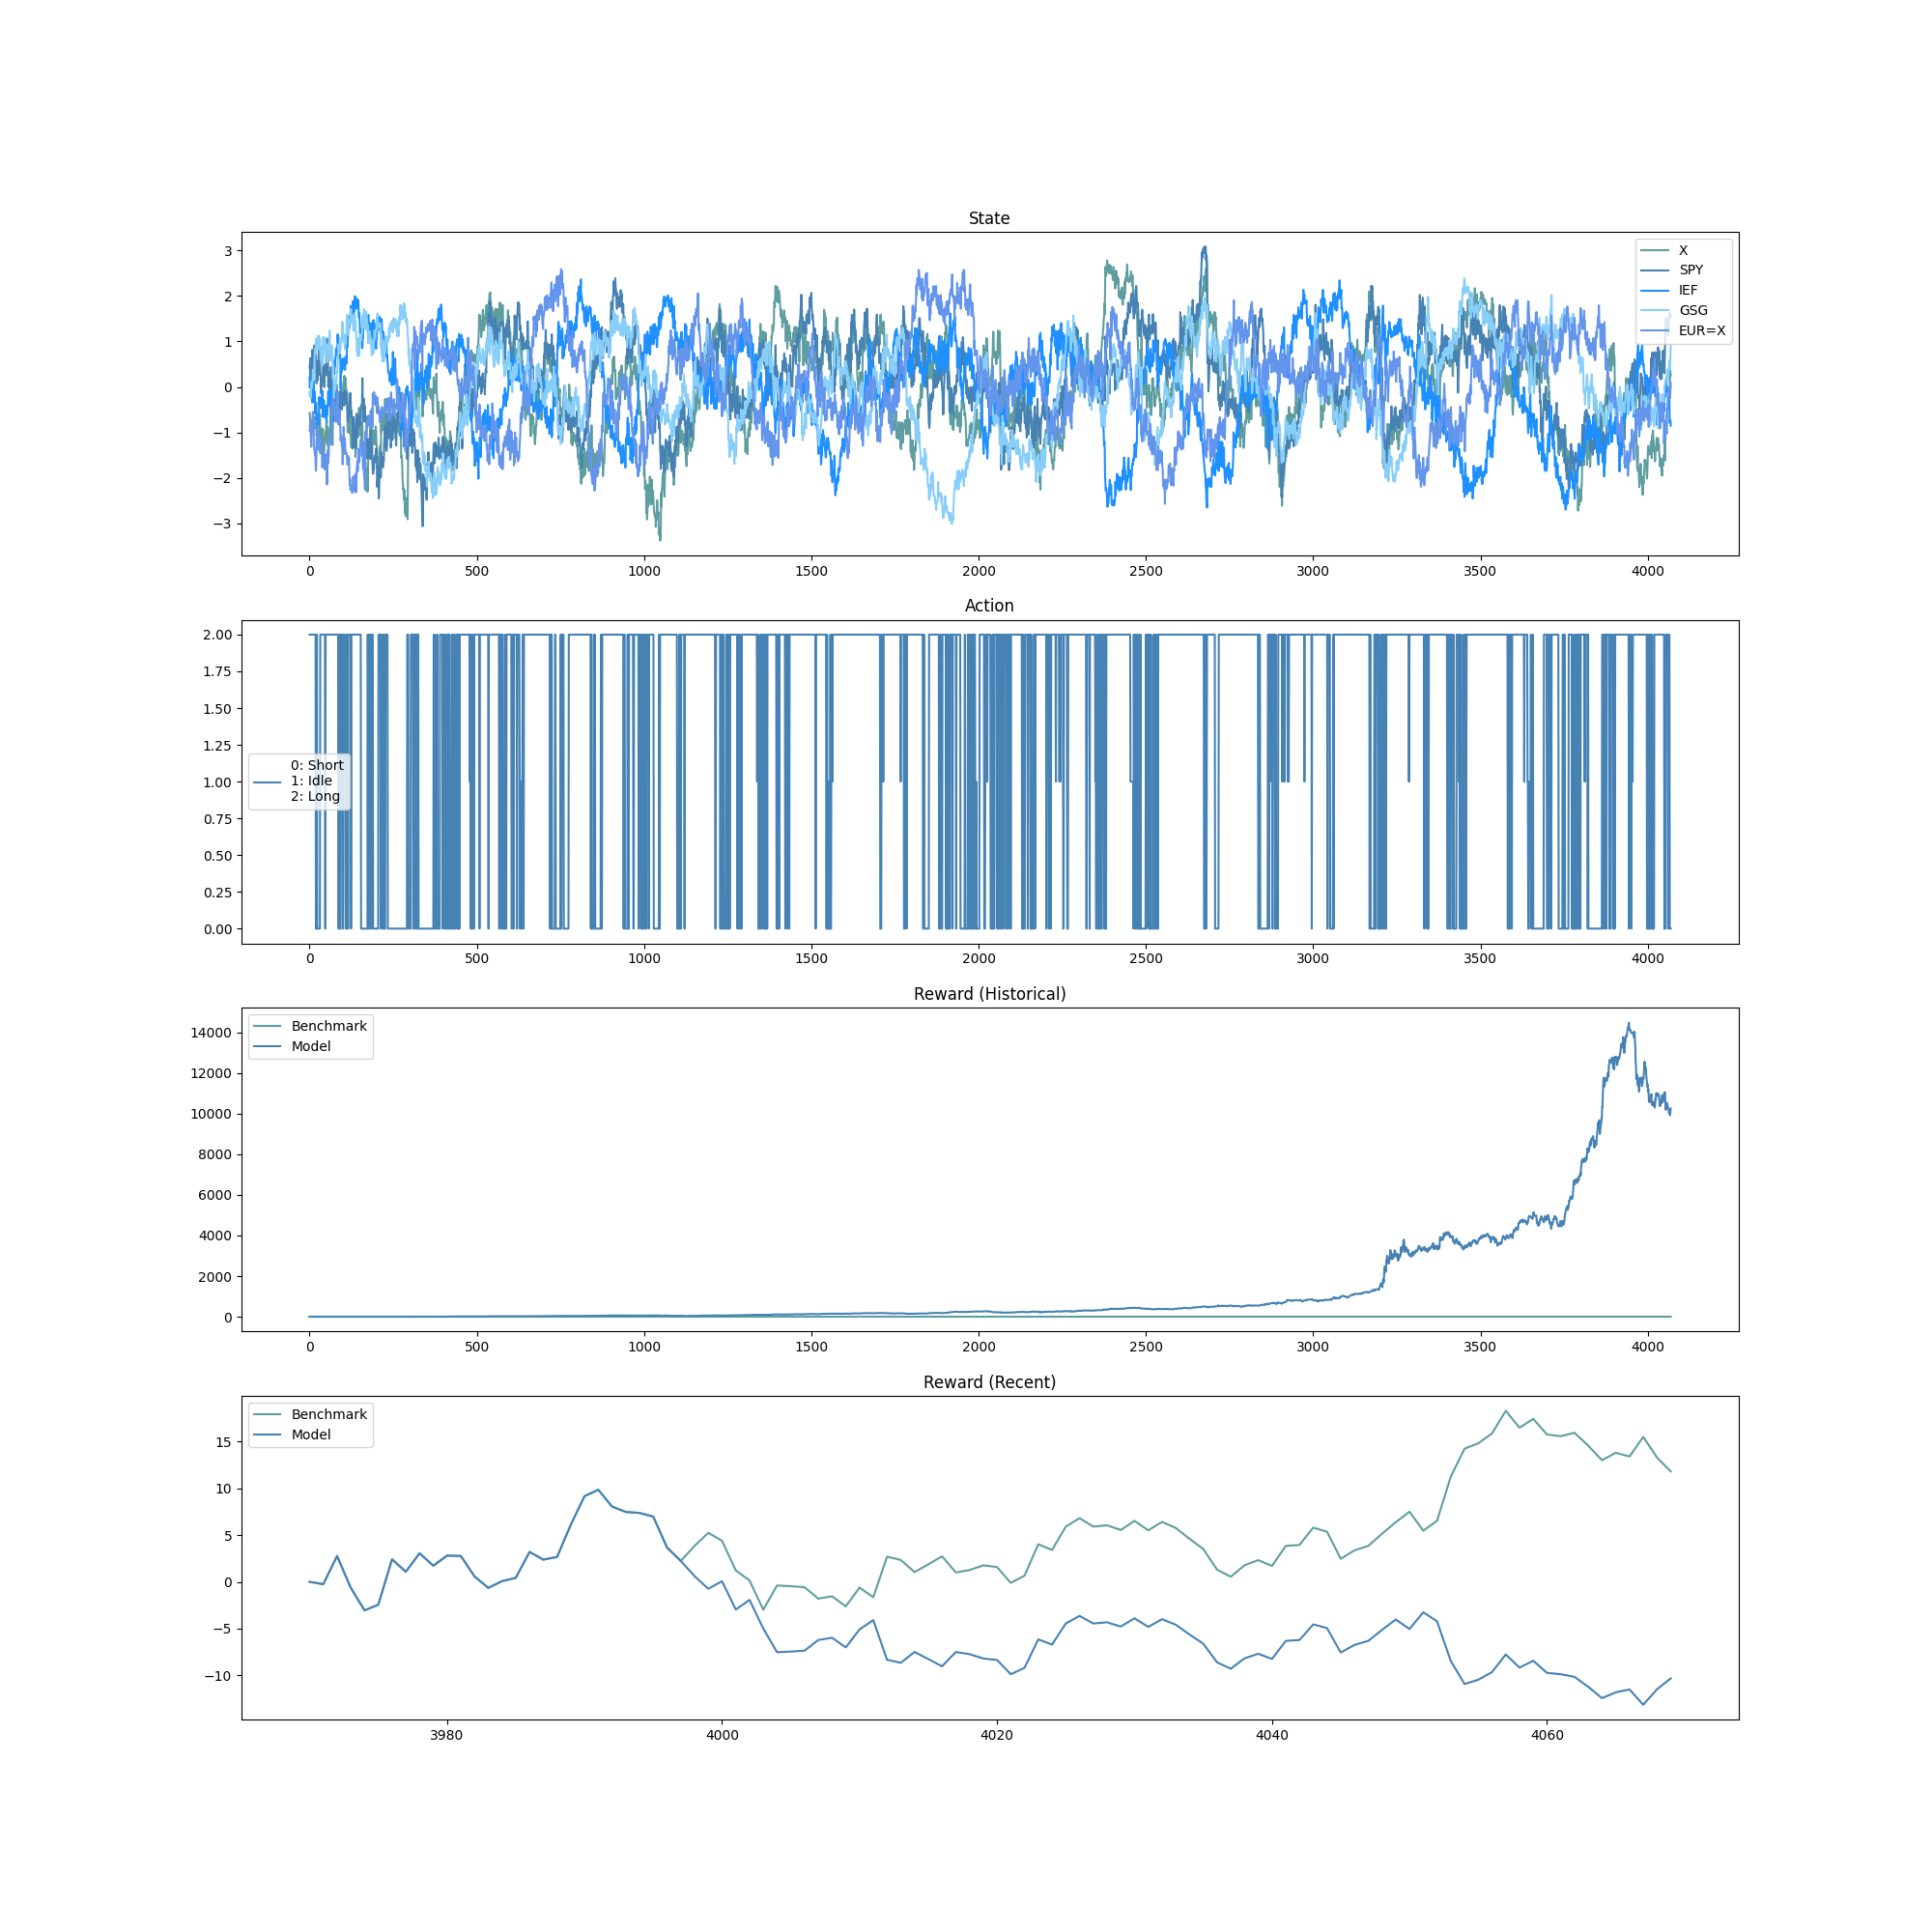 State
3
2
1
0
−1
−2
−3
X
SPY
IEF
GSG
EUR=X
0 500 1000 1500 2000 2500 3000 3500 4000
Action
2.00
1.75
1.50
1.25
1.00
0.75
0.50
0.25
0.00
0: Short
1: Idle
2: Long
0 500 1000 1500 2000 2500 3000 3500 4000
Reward (Historical)
14000
12000
10000
8000
6000
4000
2000
0
Benchmark
Model
0 500 1000 1500 2000 2500 3000 3500 4000
Reward (Recent)
15
10
5
0
−5
−10
Benchmark
Model
3980 4000 4020 4040 4060